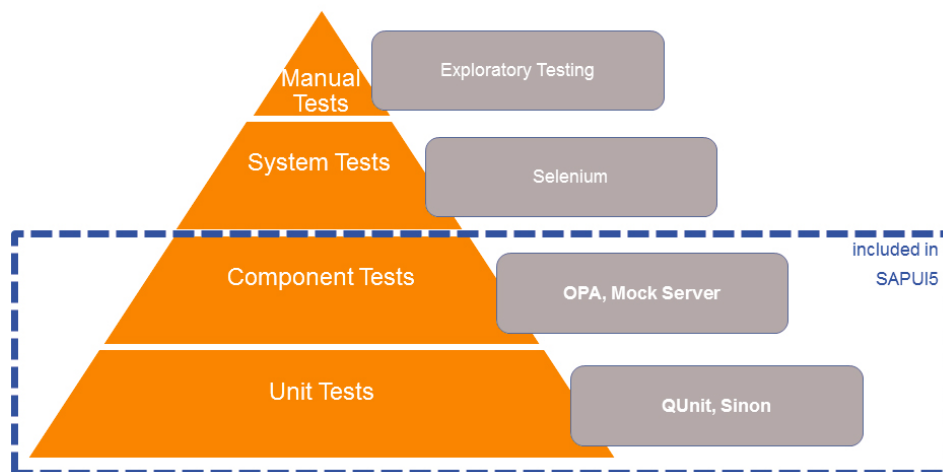 Manual
Tests
Exploratory Testing
System Tests
Selenium
included in
SAPUI5
Component Tests
OPA, Mock Server
Unit Tests
QUnit, Sinon